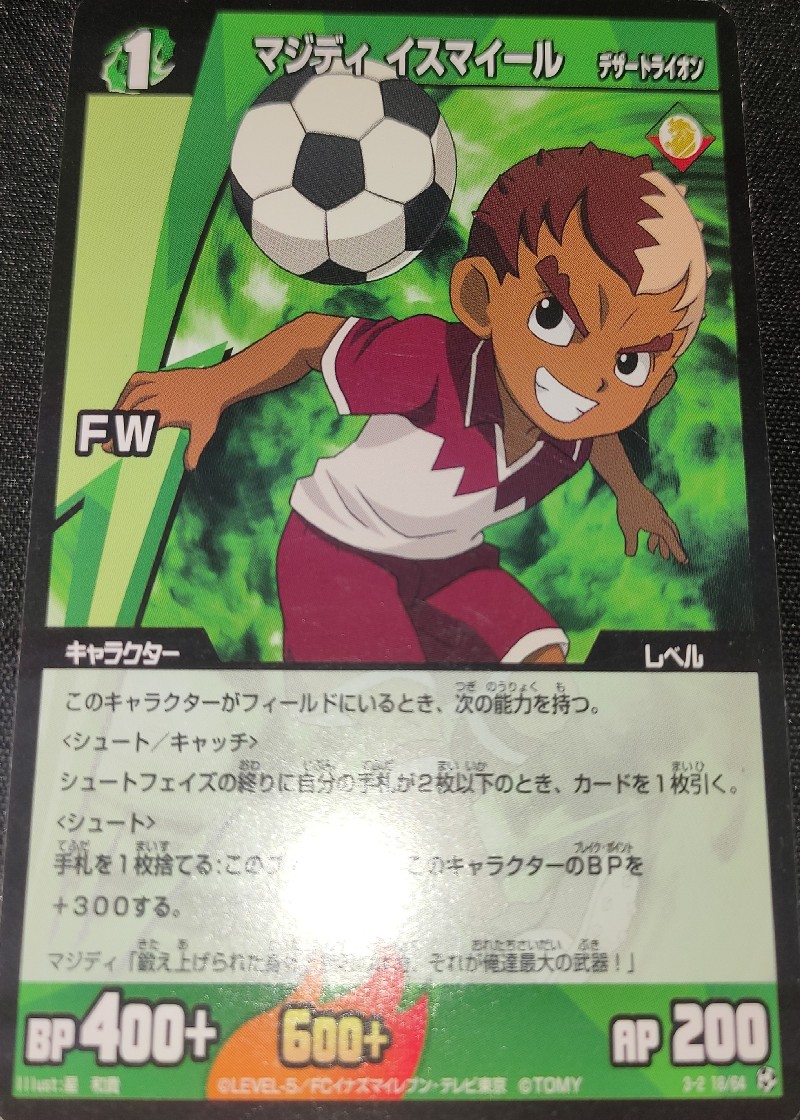 1
マジディ イスマイール デザートライオン
FW
キャラクター レベル
このキャラクターがフィールドにいるとき、次の能力を持つ。
<シュート/キャッチ>
シュートフェイズの終りに自分の手札が2枚以下のとき、カードを1枚引く。
<シュート>
手札を1枚捨てる:この このキャラクターのBPを
+300する。
マジディ「鍛え上げられた それが俺達最大の武器!」
BP400+ 600+ AP 200
Illust:星 和貴 ©LEVEL-5/FCイナズマイレブン・テレビ東京 ©TOMY 3-2 18/64